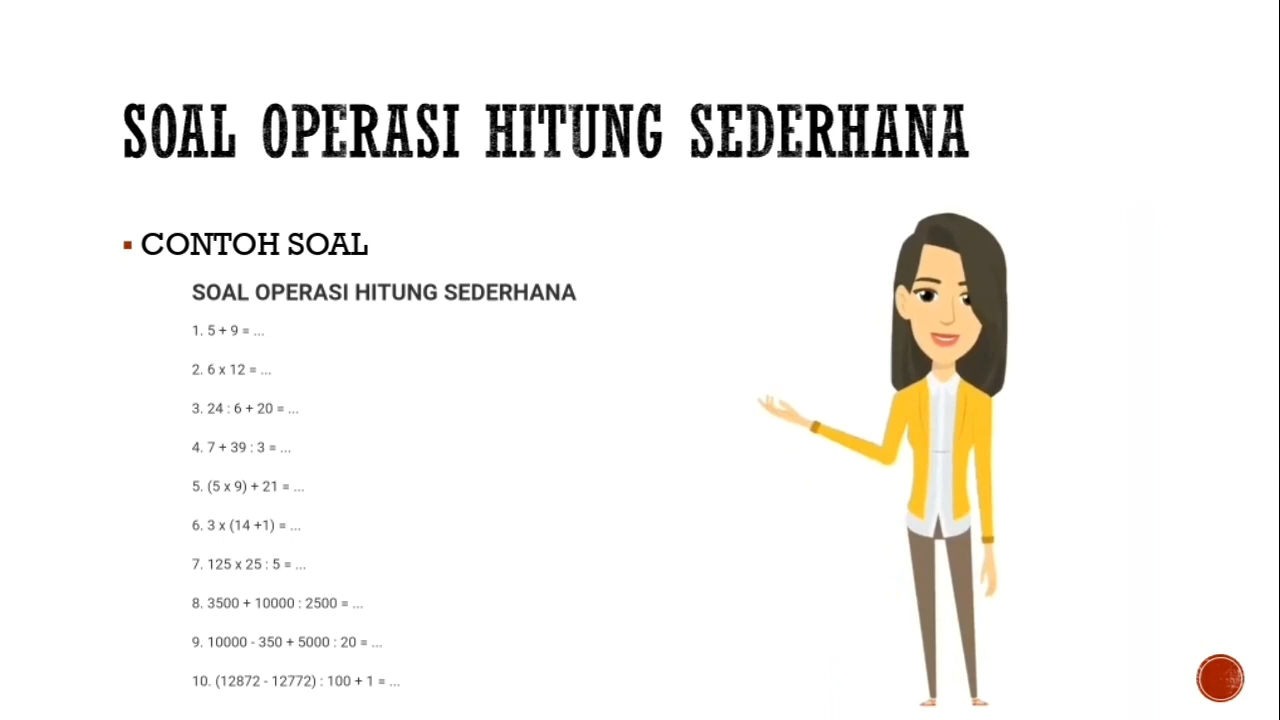 SOAL OPERASI HITUNG SEDERHANA
▪ CONTOH SOAL
SOAL OPERASI HITUNG SEDERHANA
1. 5 + 9 = ...
2. 6 x 12 = ...
3. 24 : 6 + 20 = ...
4. 7 + 39 : 3 = ...
5. (5 x 9) + 21 = ...
6. 3 x (14 +1) = ...
7. 125 x 25 : 5 = ...
8. 3500 + 10000 : 2500 = ...
9. 10000 - 350 + 5000 : 20 = ...
10. (12872 - 12772) : 100 + 1 = ...